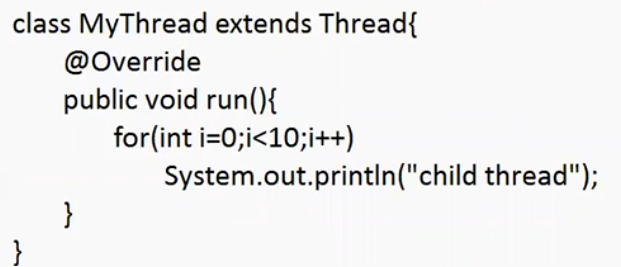 class MyThread extends Thread{
@Override
public void run(){
for(int i=0;i<10;i++)
System.out.println("child thread");
}
}